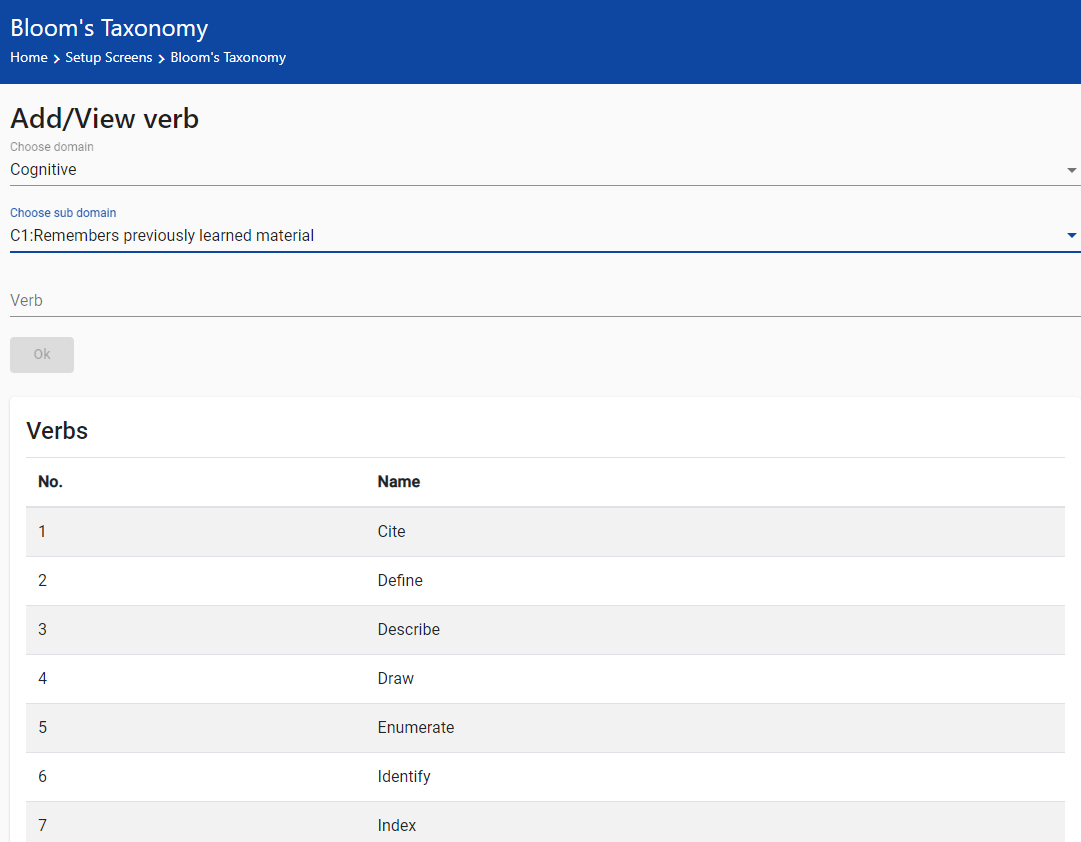 Bloom's Taxonomy
Home > Setup Screens > Bloom's Taxonomy
Add/View verb
Choose domain
Cognitive
Choose sub domain
C1:Remembers previously learned material
Verb
Ok
Verbs
No. Name
1 Cite
2 Define
3 Describe
4 Draw
5 Enumerate
6 Identify
7 Index